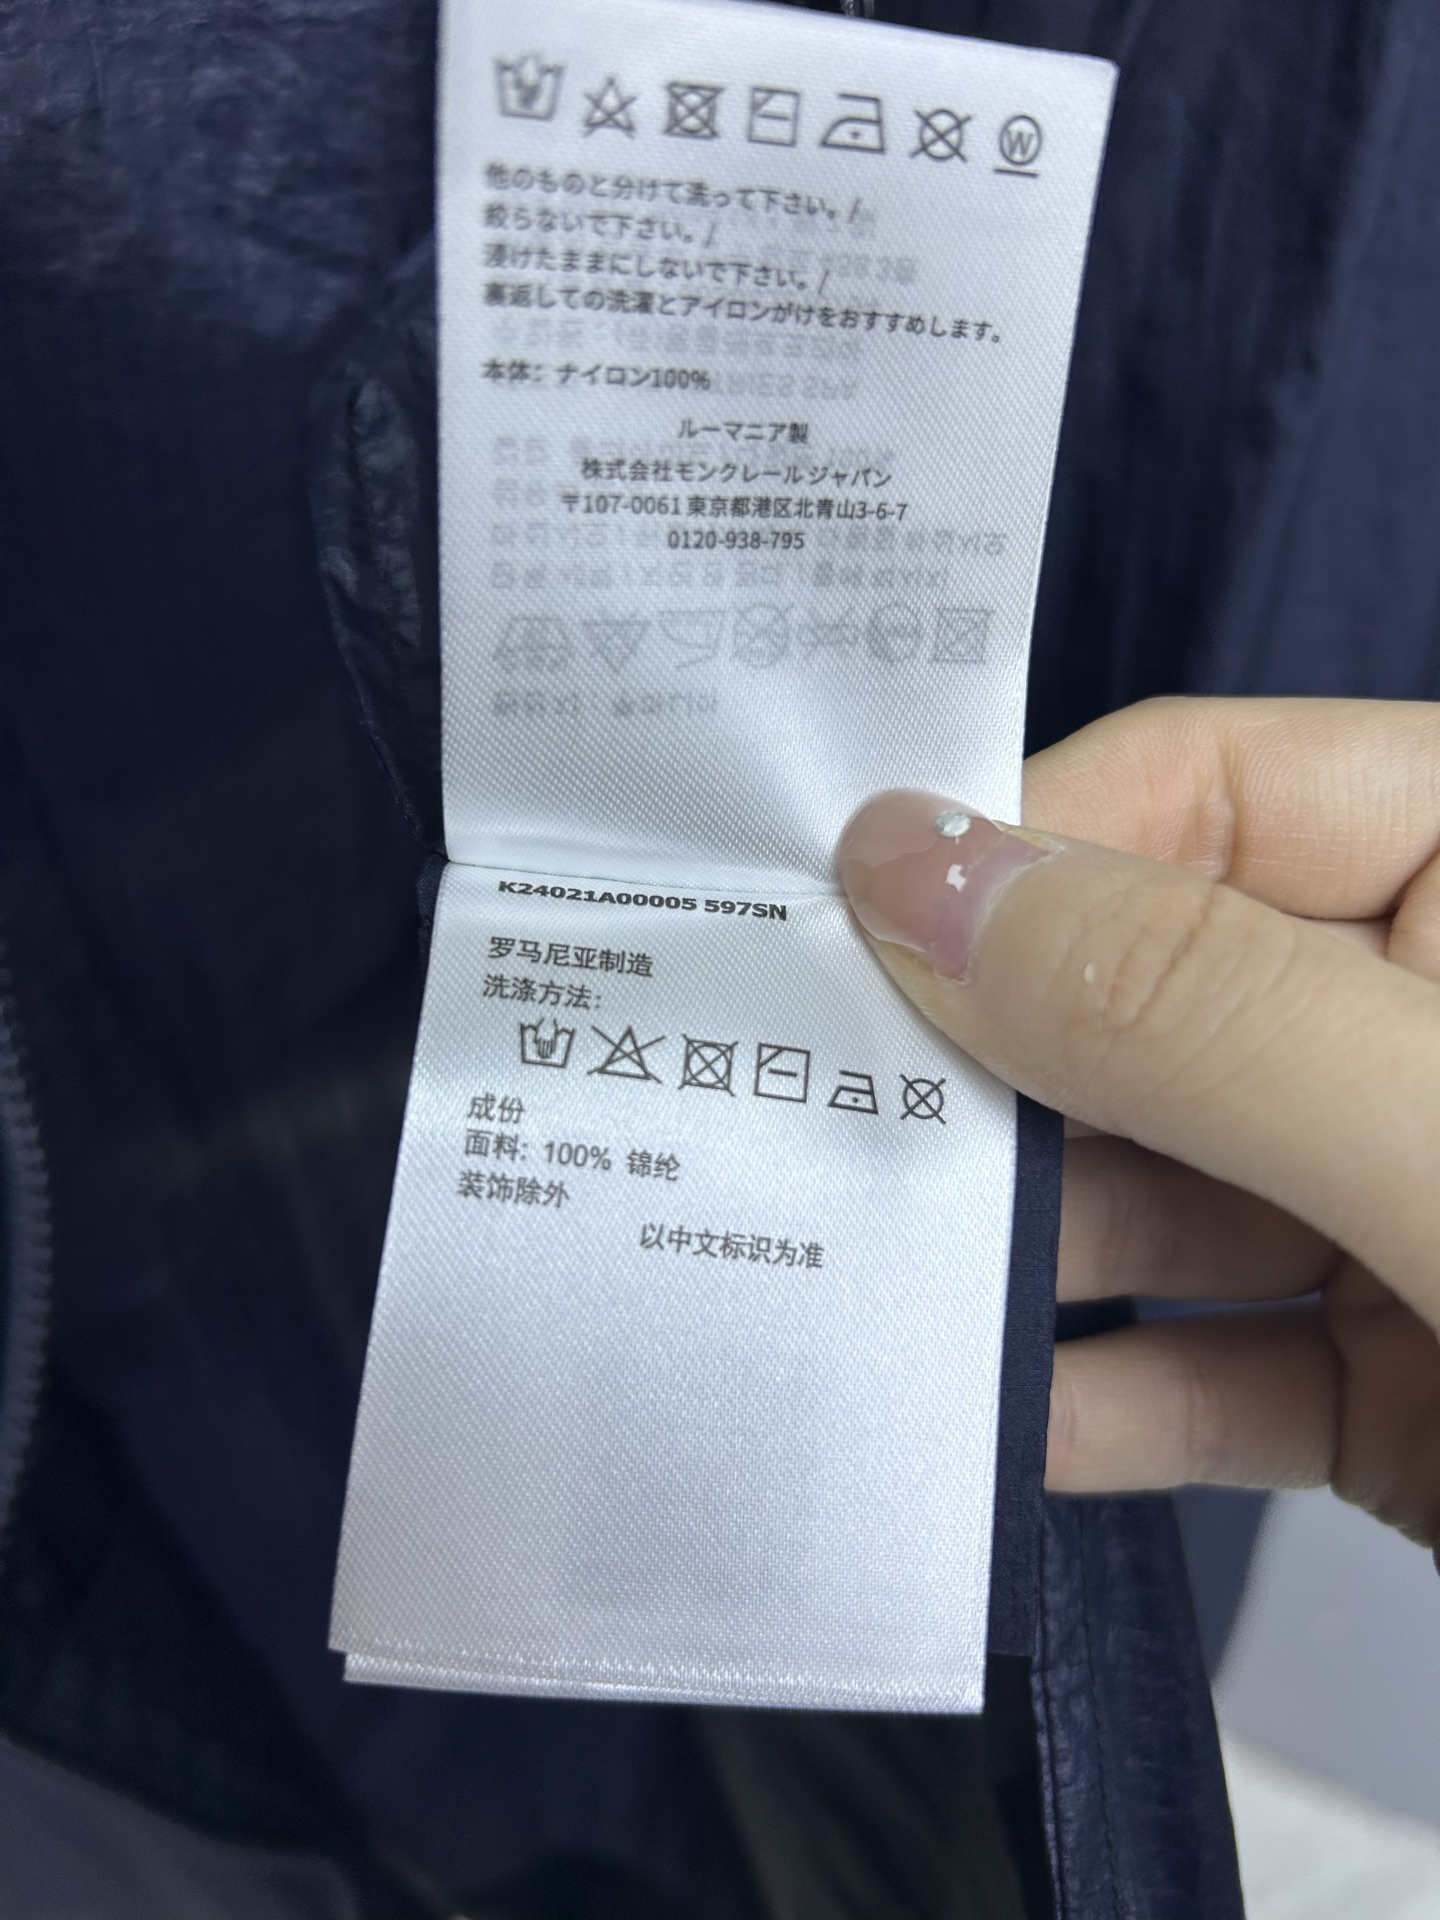 W
他のものと分けて洗って下さい。/
絞らないで下さい。/
浸けたままにしないで下さい。/
裏返しての洗濯とアイロンがけをおすすめします。
本体：ナイロン100%
ルーマニア製
株式会社モンクレールジャパン
〒107-0061 東京都港区北青山3-6-7
0120-938-795
K24021A00005 597SN
罗马尼亚制造
洗涤方法：
成份
面料：100% 锦纶
装饰除外
以中文标识为准